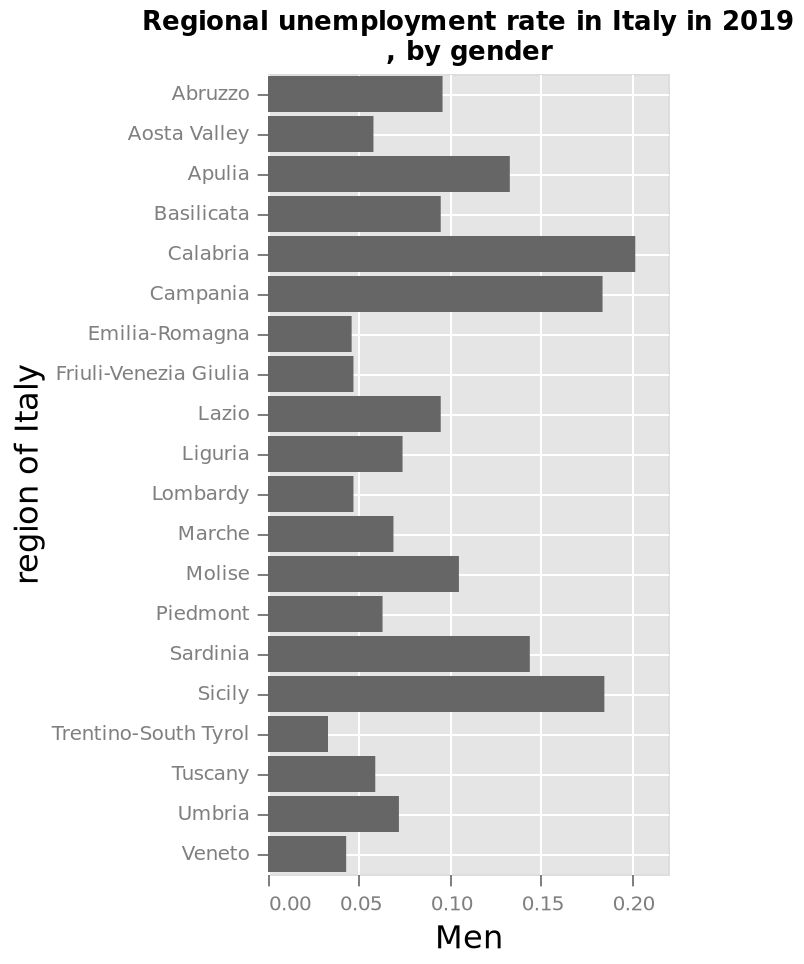 Regional unemployment rate in Italy in 2019
, by gender
region of Italy
Abruzzo
Aosta Valley
Apulia
Basilicata
Calabria
Campania
Emilia-Romagna
Friuli-Venezia Giulia
Lazio
Liguria
Lombardy
Marche
Molise
Piedmont
Sardinia
Sicily
Trentino-South Tyrol
Tuscany
Umbria
Veneto
0.00 0.05 0.10 0.15 0.20
Men